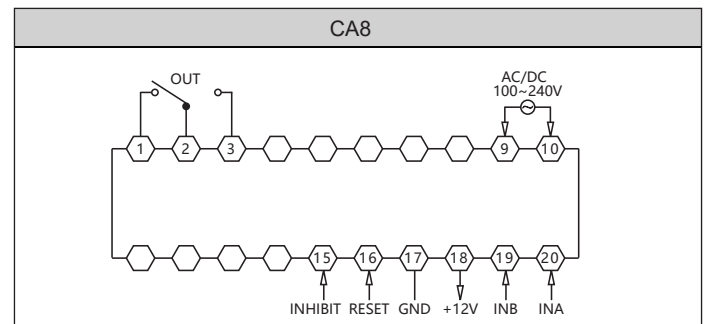 CA8
OUT
AC/DC
100~240V
1 2 3 9 10
15 16 17 18 19 20
INHIBIT RESET GND +12V INB INA